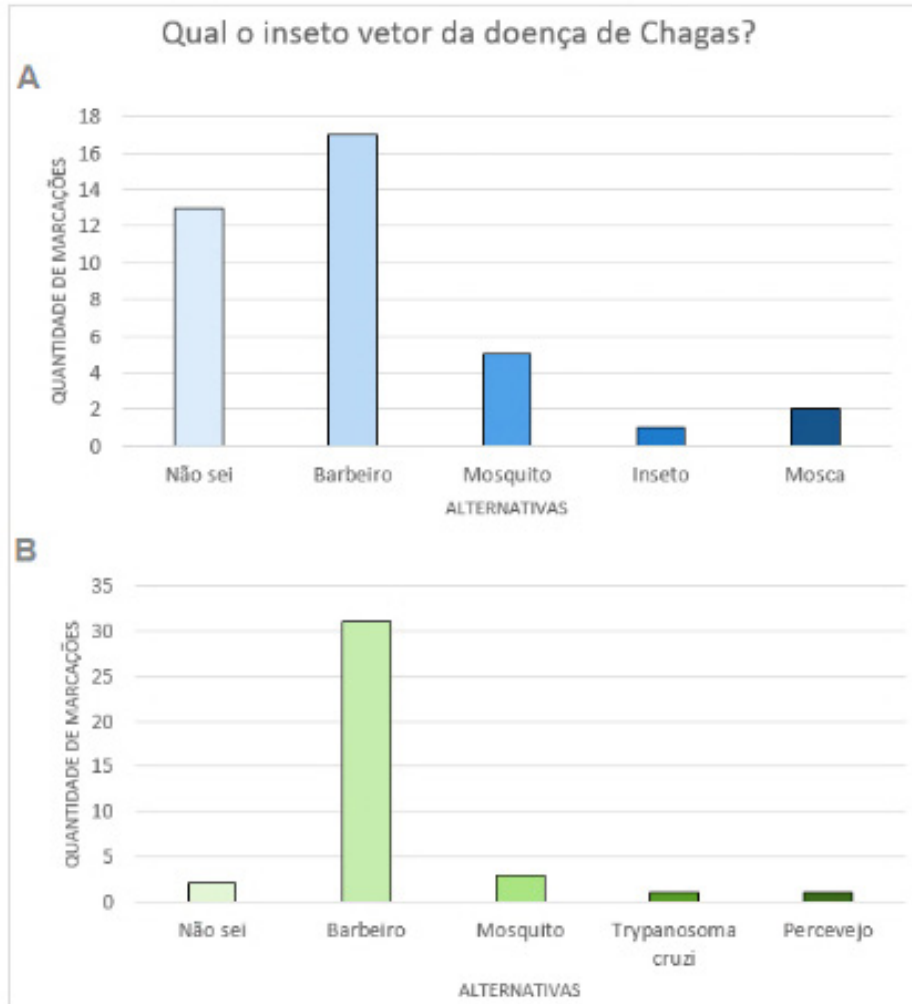 Qual o inseto vetor da doença de Chagas?
A
QUANTIDADE DE MARCAÇÕES
18
16
14
12
10
8
6
4
2
0
Não sei Barbeiro Mosquito Inseto Mosca
ALTERNATIVAS
B
QUANTIDADE DE MARCAÇÕES
35
30
25
20
15
10
5
0
Não sei Barbeiro Mosquito Trypanosoma Percevejo
cruzi
ALTERNATIVAS